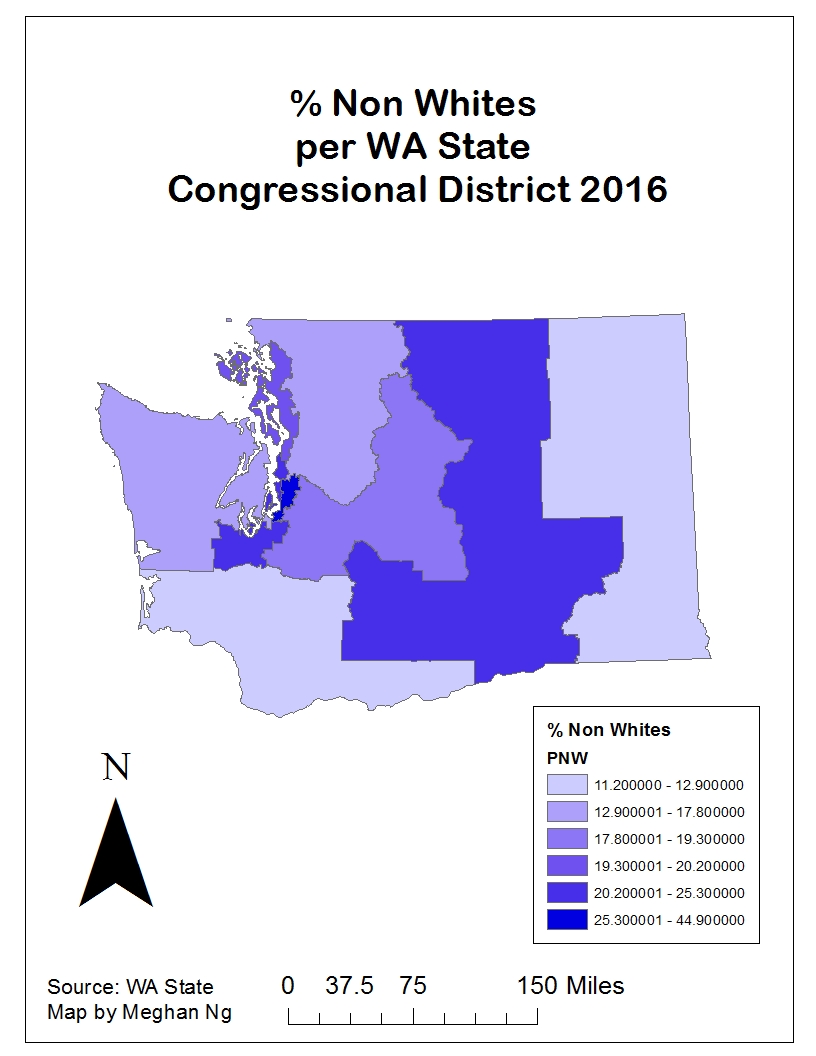 % Non Whites
per WA State
Congressional District 2016
% Non Whites
PNW
11.200000 - 12.900000
12.900001 - 17.800000
17.800001 - 19.300000
19.300001 - 20.200000
20.200001 - 25.300000
25.300001 - 44.900000
N
Source: WA State
Map by Meghan Ng
0 37.5 75 150 Miles